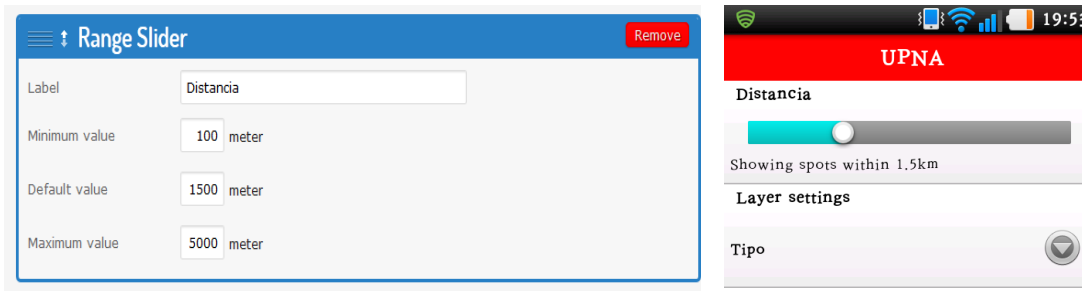 Range Slider
Remove
Label
Distancia
Minimum value
100 meter
Default value
1500 meter
Maximum value
5000 meter
19:53
UPNA
Distancia
Showing spots within 1.5km
Layer settings
Tipo